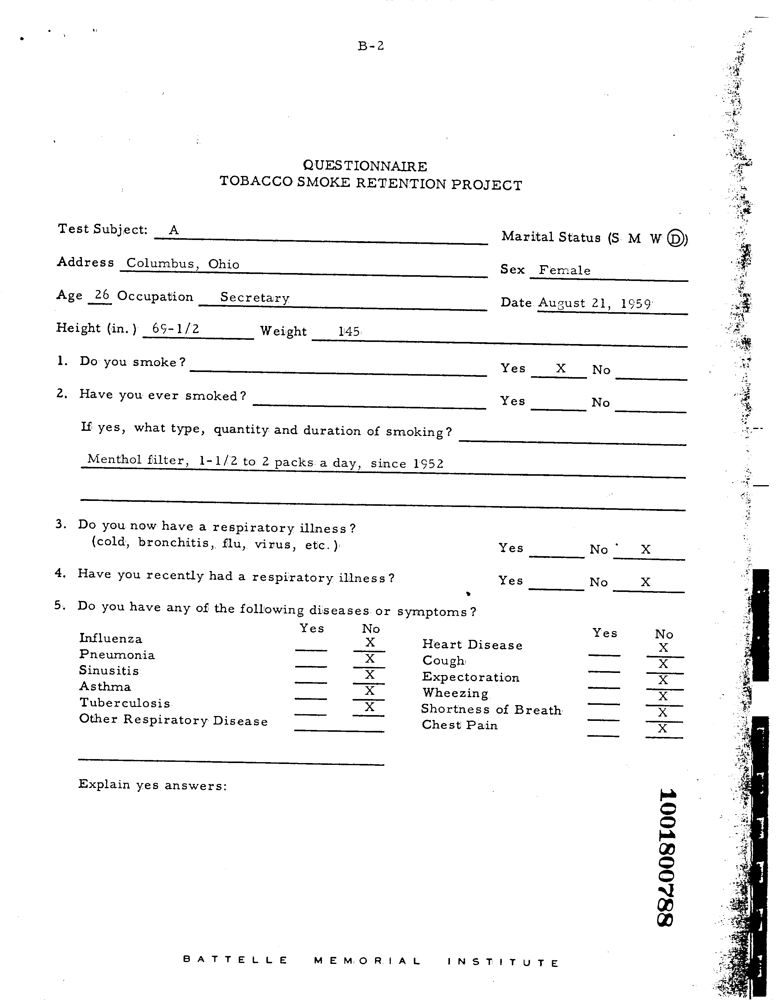 B-2
QUESTIONNAIRE
TOBACCO SMOKE RETENTION PROJECT
Test Subject: A
Marital Status (S M W D)
Address Columbus, Ohio
Sex Female
Age 26 Occupation Secretary
Date August 21, 1959
Height (in.) 65-1/2 Weight 145
1. Do you smoke? Yes X No
2. Have you ever smoked? Yes No
If yes, what type, quantity and duration of smoking?
Menthol filter, 1-1/2 to 2 packs a day, since 1952
3. Do you now have a respiratory illness?
(cold, bronchitis, flu, virus, etc.) Yes No X
4. Have you recently had a respiratory illness? Yes No X
5. Do you have any of the following diseases or symptoms?
Yes No
Influenza X
Pneumonia X
Sinusitis X
Asthma X
Tuberculosis X
Other Respiratory Disease
Yes No
Heart Disease X
Cough X
Expectoration X
Wheezing X
Shortness of Breath X
Chest Pain X
Explain yes answers:
1001800788
BATTELLE MEMORIAL INSTITUTE